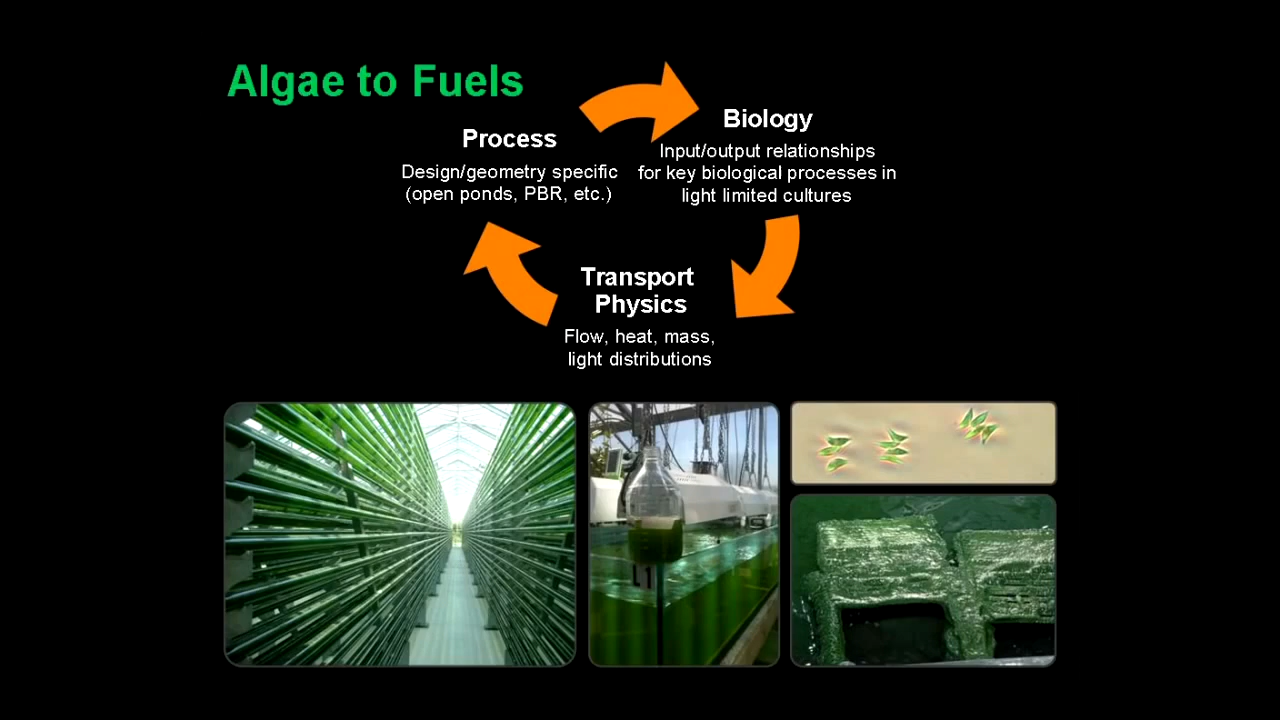 Algae to Fuels
Process
Design/geometry specific
(open ponds, PBR, etc.)
Biology
Input/output relationships
for key biological processes in
light limited cultures
Transport
Physics
Flow, heat, mass,
light distributions
L1